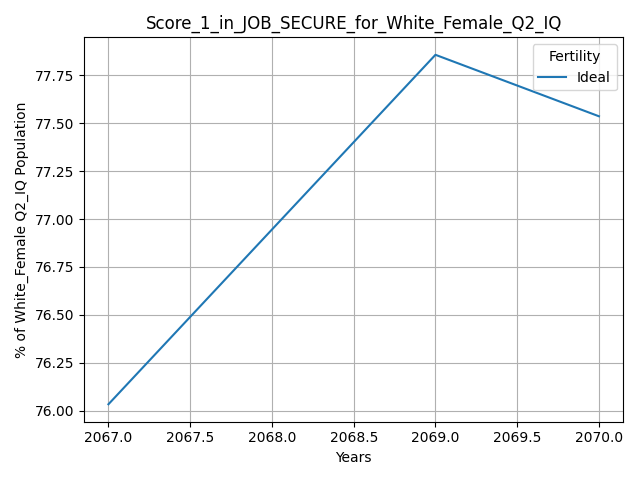 Score_1_in_JOB_SECURE_for_White_Female_Q2_IQ
Fertility
Ideal
% of White_Female Q2_IQ Population
77.75
77.50
77.25
77.00
76.75
76.50
76.25
76.00
2067.0 2067.5 2068.0 2068.5 2069.0 2069.5 2070.0
Years